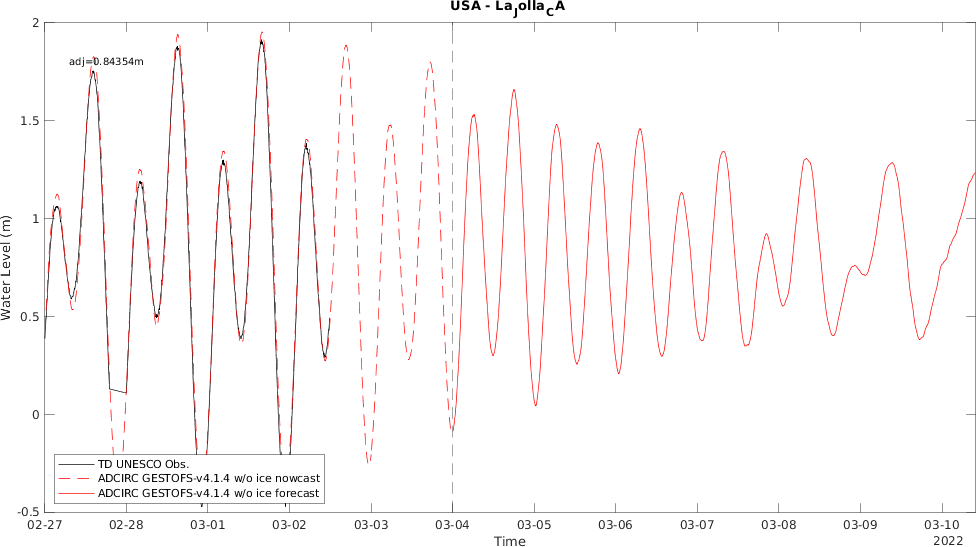 USA - LaJollaCA
adj=0.84354m
2
1.5
1
0.5
0
-0.5
Water Level (m)
TD UNESCO Obs.
ADCIRC GESTOFS-v4.1.4 w/o ice nowcast
ADCIRC GESTOFS-v4.1.4 w/o ice forecast
02-27 02-28 03-01 03-02 03-03 03-04 03-05 03-06 03-07 03-08 03-09 03-10
Time
2022